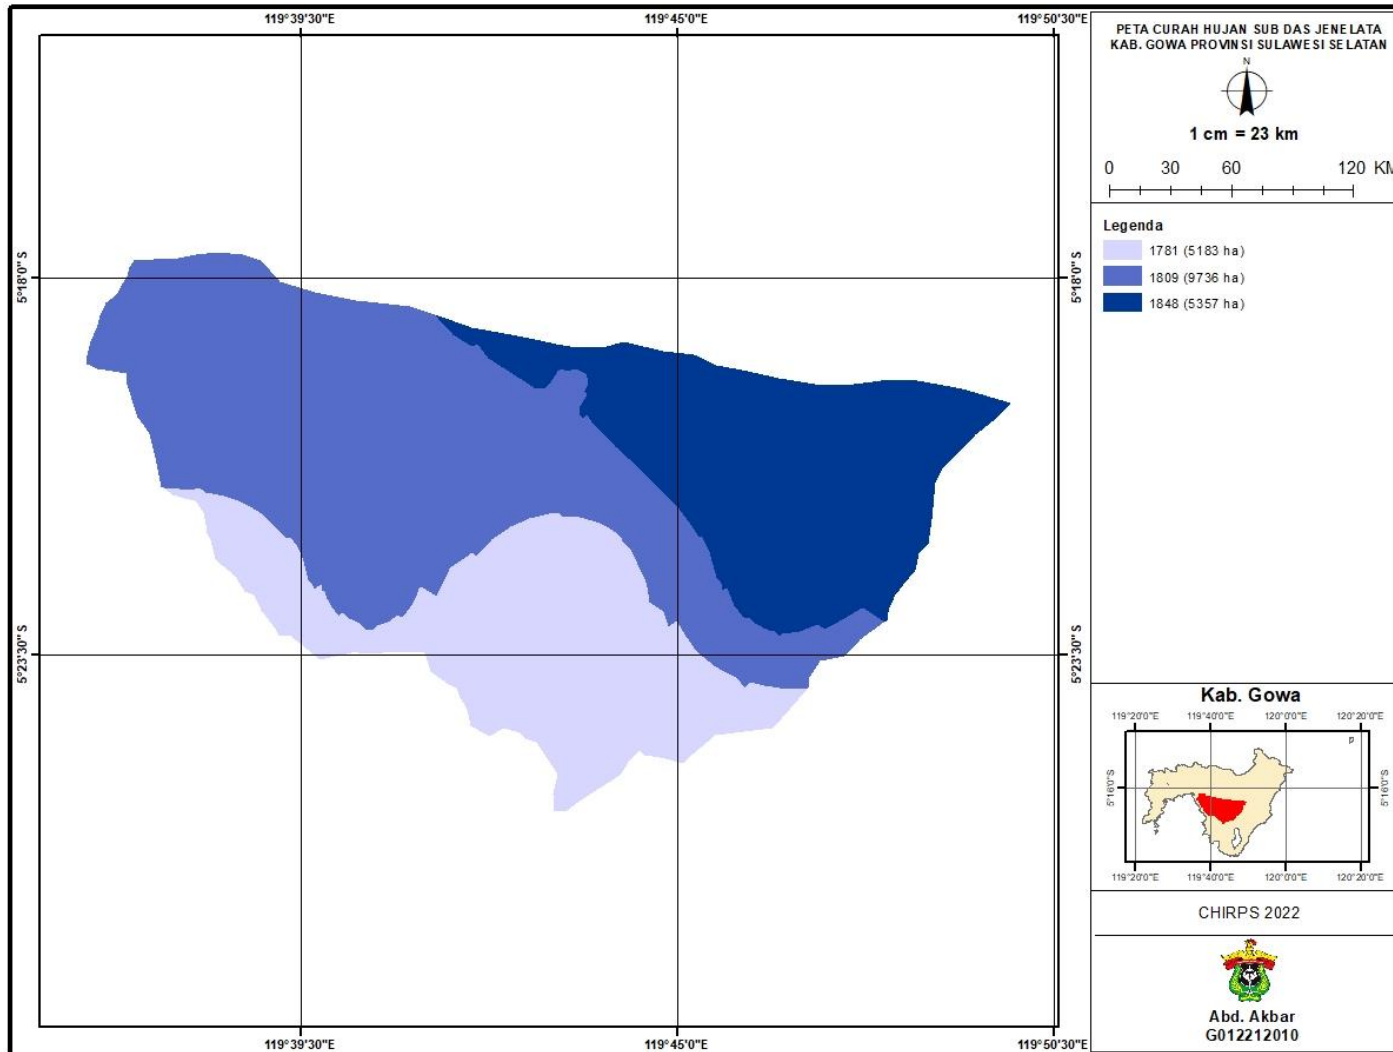 119°39'30"E 119°45'0"E 119°50'30"E
5°18'0"S 5°18'0"S
5°23'30"S 5°23'30"S
119°39'30"E 119°45'0"E 119°50'30"E
PETA CURAH HUJAN SUB DAS JENELATA
KAB. GOWA PROVINSI SULAWESI SELATAN
N
1 cm = 23 km
0 30 60 120 KM
Legenda
1781 (5183 ha)
1809 (9736 ha)
1848 (5357 ha)
Kab. Gowa
119°20'0"E 119°40'0"E 120°0'0"E 120°20'0"E
5°16'0"S 5°16'0"S
119°20'0"E 119°40'0"E 120°0'0"E 120°20'0"E
CHIRPS 2022
Abd. Akbar
G012212010